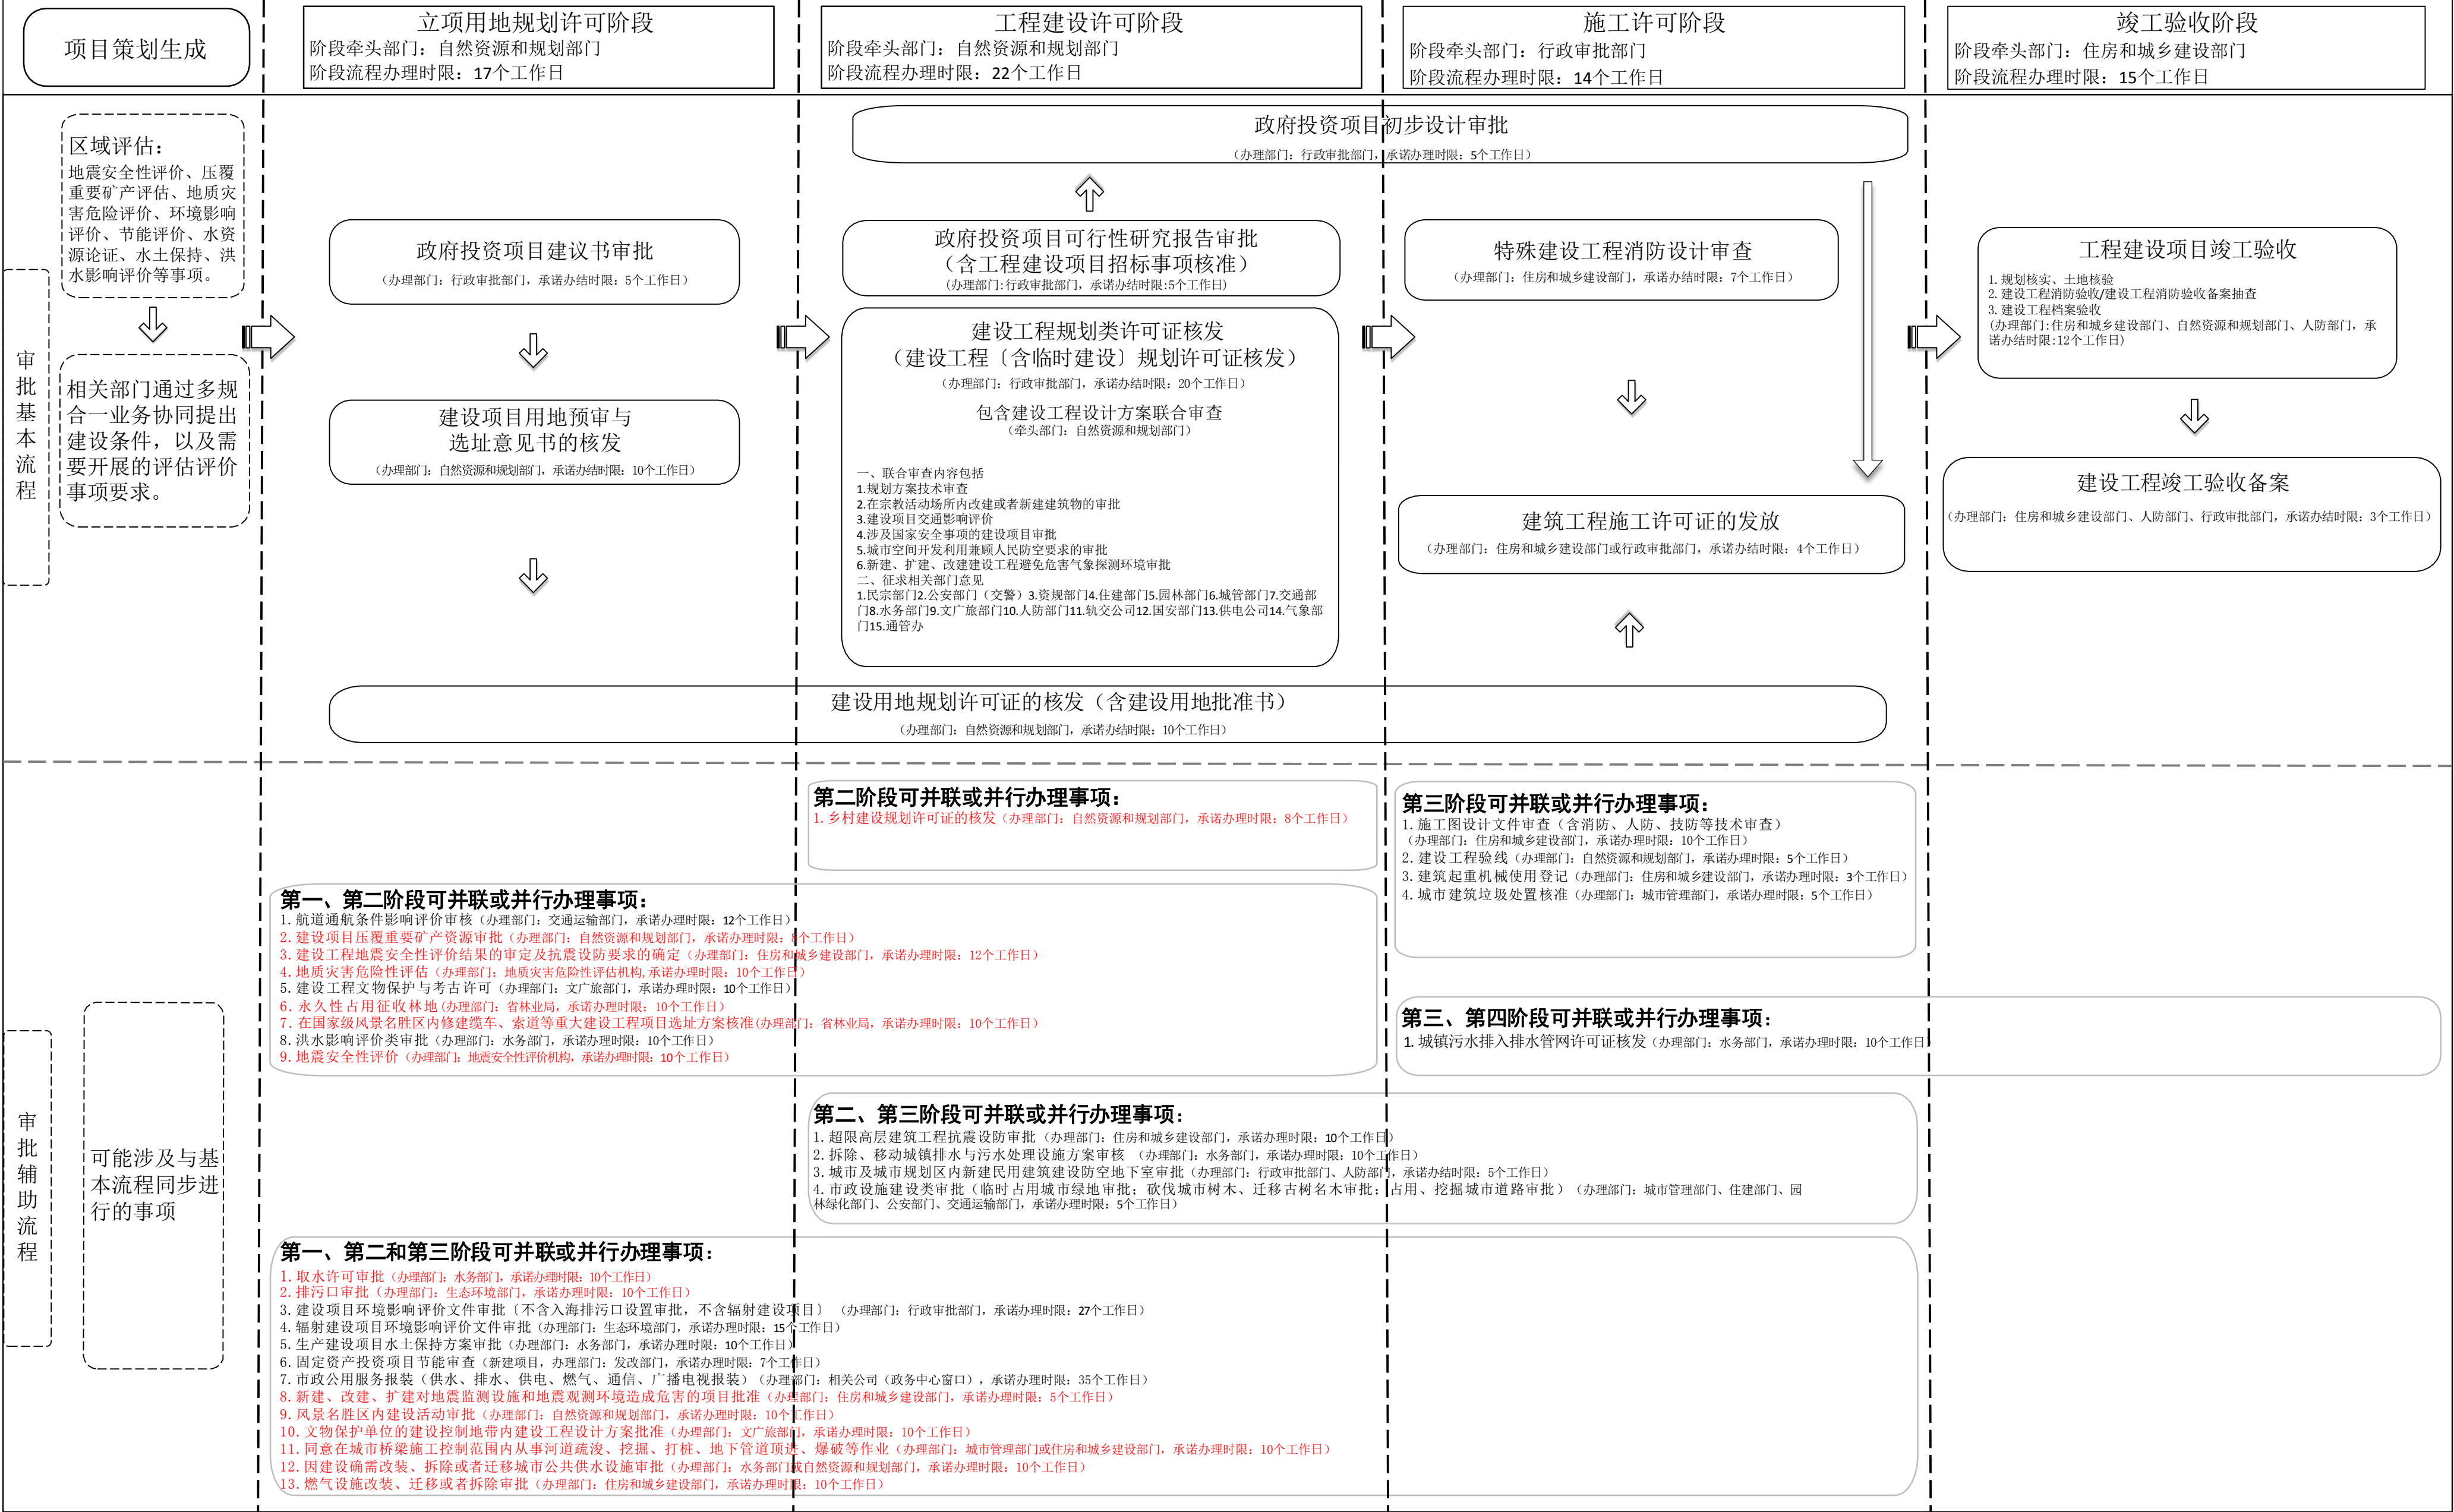 项目策划生成
立项用地规划许可阶段
阶段牵头部门：自然资源和规划部门
阶段流程办理时限：17个工作日
工程建设许可阶段
阶段牵头部门：自然资源和规划部门
阶段流程办理时限：22个工作日
施工许可阶段
阶段牵头部门：行政审批部门
阶段流程办理时限：14个工作日
竣工验收阶段
阶段牵头部门：住房和城乡建设部门
阶段流程办理时限：15个工作日
审批基本流程
区域评估：
地震安全性评价、压覆
重要矿产评估、地质灾
害危险评价、环境影响
评价、节能评价、水资
源论证、水土保持、洪
水影响评价等事项。
相关部门通过多规
合一业务协同提出
建设条件，以及需
要开展的评估评价
事项要求。
政府投资项目建议书审批
（办理部门：行政审批部门，承诺办结时限：5个工作日）
建设项目用地预审与
选址意见书的核发
（办理部门：自然资源和规划部门，承诺办结时限：10个工作日）
政府投资项目初步设计审批
（办理部门：行政审批部门，承诺办理时限：5个工作日）
政府投资项目可行性研究报告审批
（含工程建设项目招标事项核准）
(办理部门:行政审批部门，承诺办结时限:5个工作日)
建设工程规划类许可证核发
（建设工程〔含临时建设〕规划许可证核发）
（办理部门：行政审批部门，承诺办结时限：20个工作日）
包含建设工程设计方案联合审查
（牵头部门：自然资源和规划部门）
一、联合审查内容包括
1.规划方案技术审查
2.在宗教活动场所内改建或者新建建筑物的审批
3.建设项目交通影响评价
4.涉及国家安全事项的建设项目审批
5.城市空间开发利用兼顾人民防空要求的审批
6.新建、扩建、改建建设工程避免危害气象探测环境审批
二、征求相关部门意见
1.民宗部门2.公安部门（交警）3.资规部门4.住建部门5.园林部门6.城管部门7.交通部
门8.水务部门9.文广旅部门10.人防部门11.轨交公司12.国安部门13.供电公司14.气象部
门15.通管办
特殊建设工程消防设计审查
（办理部门：住房和城乡建设部门，承诺办结时限：7个工作日）
建筑工程施工许可证的发放
（办理部门：住房和城乡建设部门或行政审批部门，承诺办结时限：4个工作日）
工程建设项目竣工验收
1. 规划核实、土地核验
2. 建设工程消防验收/建设工程消防验收备案抽查
3. 建设工程档案验收
(办理部门:住房和城乡建设部门、自然资源和规划部门、人防部门，承
诺办结时限:12个工作日)
建设工程竣工验收备案
（办理部门：住房和城乡建设部门、人防部门、行政审批部门，承诺办结时限：3个工作日）
建设用地规划许可证的核发（含建设用地批准书）
（办理部门：自然资源和规划部门，承诺办结时限：10个工作日）
审批辅助流程
可能涉及与基
本流程同步进
行的事项
第二阶段可并联或并行办理事项：
1. 乡村建设规划许可证的核发（办理部门：自然资源和规划部门，承诺办理时限：8个工作日）
第三阶段可并联或并行办理事项：
1. 施工图设计文件审查（含消防、人防、技防等技术审查）
（办理部门：住房和城乡建设部门，承诺办理时限：10个工作日）
2. 建设工程验线（办理部门：自然资源和规划部门，承诺办理时限：5个工作日）
3. 建筑起重机械使用登记（办理部门：住房和城乡建设部门，承诺办理时限：3个工作日）
4. 城市建筑垃圾处置核准（办理部门：城市管理部门，承诺办理时限：5个工作日）
第一、第二阶段可并联或并行办理事项：
1. 航道通航条件影响评价审核（办理部门：交通运输部门，承诺办理时限：12个工作日）
2. 建设项目压覆重要矿产资源审批（办理部门：自然资源和规划部门，承诺办理时限：8个工作日）
3. 建设工程地震安全性评价结果的审定及抗震设防要求的确定（办理部门：住房和城乡建设部门，承诺办理时限：12个工作日）
4. 地质灾害危险性评估（办理部门：地质灾害危险性评估机构,承诺办理时限：10个工作日）
5. 建设工程文物保护与考古许可（办理部门：文广旅部门，承诺办理时限：10个工作日）
6. 永久性占用征收林地(办理部门：省林业局，承诺办理时限：10个工作日）
7. 在国家级风景名胜区内修建缆车、索道等重大建设工程项目选址方案核准(办理部门：省林业局，承诺办理时限：10个工作日）
8. 洪水影响评价类审批（办理部门：水务部门，承诺办理时限：10个工作日）
9. 地震安全性评价（办理部门：地震安全性评价机构，承诺办理时限：10个工作日）
第三、第四阶段可并联或并行办理事项：
1. 城镇污水排入排水管网许可证核发（办理部门：水务部门，承诺办理时限：10个工作日）
第二、第三阶段可并联或并行办理事项：
1. 超限高层建筑工程抗震设防审批（办理部门：住房和城乡建设部门，承诺办理时限：10个工作日）
2. 拆除、移动城镇排水与污水处理设施方案审核 （办理部门：水务部门，承诺办理时限：10个工作日）
3. 城市及城市规划区内新建民用建筑建设防空地下室审批（办理部门：行政审批部门、人防部门，承诺办结时限：5个工作日）
4. 市政设施建设类审批（临时占用城市绿地审批；砍伐城市树木、迁移古树名木审批；占用、挖掘城市道路审批）（办理部门：城市管理部门、住建部门、园
林绿化部门、公安部门、交通运输部门，承诺办理时限：5个工作日）
第一、第二和第三阶段可并联或并行办理事项：
1. 取水许可审批（办理部门：水务部门，承诺办理时限：10个工作日）
2. 排污口审批（办理部门：生态环境部门，承诺办理时限：10个工作日）
3. 建设项目环境影响评价文件审批〔不含入海排污口设置审批，不含辐射建设项目〕 （办理部门：行政审批部门，承诺办理时限：27个工作日）
4. 辐射建设项目环境影响评价文件审批（办理部门：生态环境部门，承诺办理时限：15个工作日）
5. 生产建设项目水土保持方案审批（办理部门：水务部门，承诺办理时限：10个工作日）
6. 固定资产投资项目节能审查（新建项目，办理部门：发改部门，承诺办理时限：7个工作日）
7. 市政公用服务报装（供水、排水、供电、燃气、通信、广播电视报装）（办理部门：相关公司（政务中心窗口），承诺办理时限：35个工作日）
8. 新建、改建、扩建对地震监测设施和地震观测环境造成危害的项目批准（办理部门：住房和城乡建设部门，承诺办理时限：5个工作日）
9. 风景名胜区内建设活动审批（办理部门：自然资源和规划部门，承诺办理时限：10个工作日）
10. 文物保护单位的建设控制地带内建设工程设计方案批准（办理部门：文广旅部门，承诺办理时限：10个工作日）
11. 同意在城市桥梁施工控制范围内从事河道疏浚、挖掘、打桩、地下管道顶进、爆破等作业（办理部门：城市管理部门或住房和城乡建设部门，承诺办理时限：10个工作日）
12. 因建设确需改装、拆除或者迁移城市公共供水设施审批（办理部门：水务部门或自然资源和规划部门，承诺办理时限：10个工作日）
13. 燃气设施改装、迁移或者拆除审批（办理部门：住房和城乡建设部门，承诺办理时限：10个工作日）